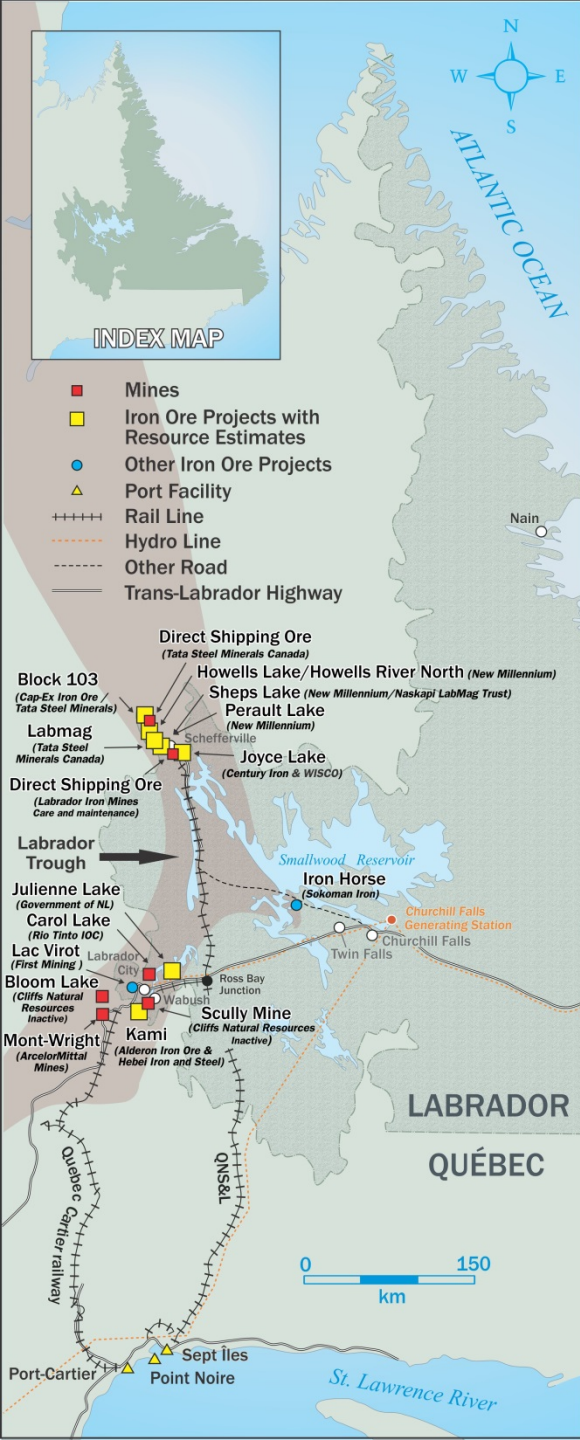 N
W
E
S
ATLANTIC OCEAN
INDEX MAP
Mines
Iron Ore Projects with
Resource Estimates
Other Iron Ore Projects
Port Facility
Rail Line
Hydro Line
Other Road
Trans-Labrador Highway
Nain
Direct Shipping Ore
(Tata Steel Minerals Canada)
Howells Lake/Howells River North (New Millennium)
Block 103
(Cap-Ex Iron Ore
Tata Steel Minerals)
Sheps Lake (New Millennium/Naskapi LabMag Trust)
Perault Lake
(New Millennium)
Labmag
(Tata Steel
Minerals Canada)
Schefferville
Joyce Lake
(Century Iron & WISCO)
Direct Shipping Ore
(Labrador Iron Mines
Care and maintenance)
Labrador
Trough
Smallwood Reservoir
Iron Horse
(Sokoman Iron)
Julienne Lake
(Government of NL)
Carol Lake
(Rio Tinto IOC)
Churchill Falls
Generating Station
Churchill Falls
Twin Falls
Lac Virot
(First Mining )
Labrador
City
Bloom Lake
(Cliffs Natural
Resources
Inactive)
Ross Bay
Junction
Wabush
Scully Mine
(Cliffs Natural Resources
Inactive)
Mont-Wright
(ArcelorMittal
Mines)
Kami
(Alderon Iron Ore &
Hebei Iron and Steel)
LABRADOR
QUÉBEC
Quebec Cartier railway
QNS&L
0
150
km
Sept Îles
Point Noire
Port-Cartier
St. Lawrence River